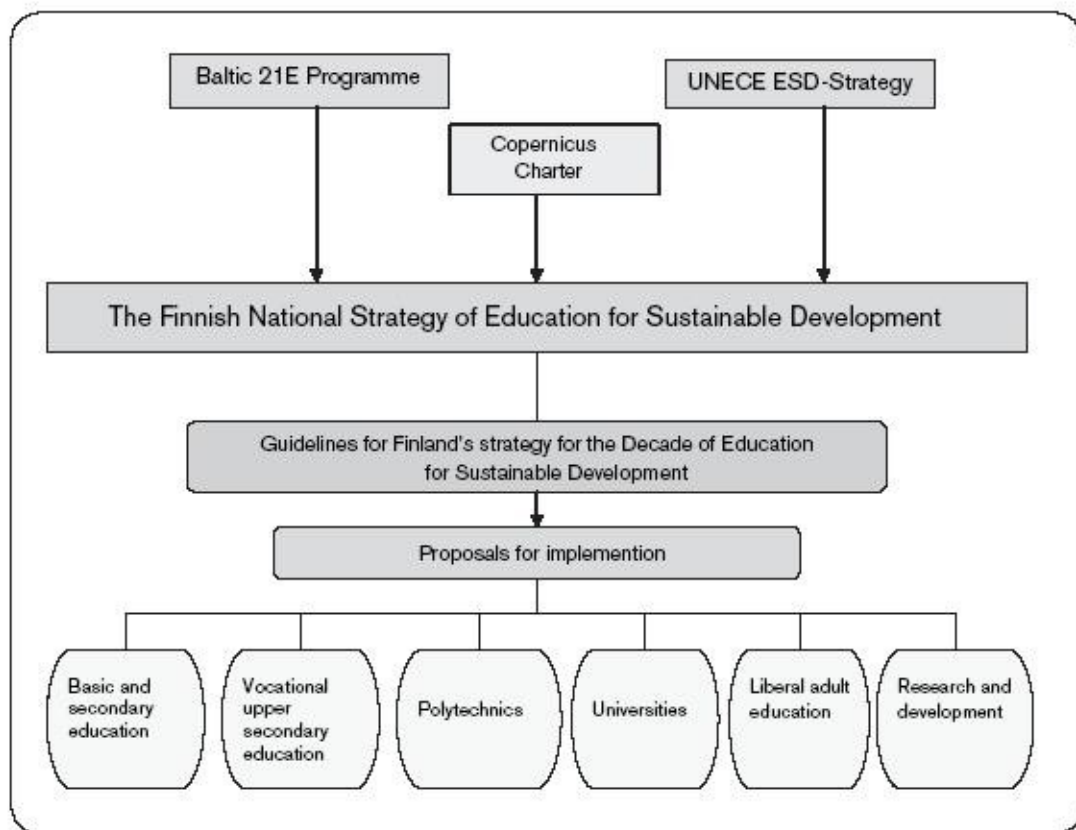 Baltic 21E Programme
UNECE ESD-Strategy
Copernicus
Charter
The Finnish National Strategy of Education for Sustainable Development
Guidelines for Finland's strategy for the Decade of Education
for Sustainable Development
Proposals for implemention
Basic and
secondary
education
Vocational
upper
secondary
education
Polytechnics
Universities
Liberal adult
education
Research and
development